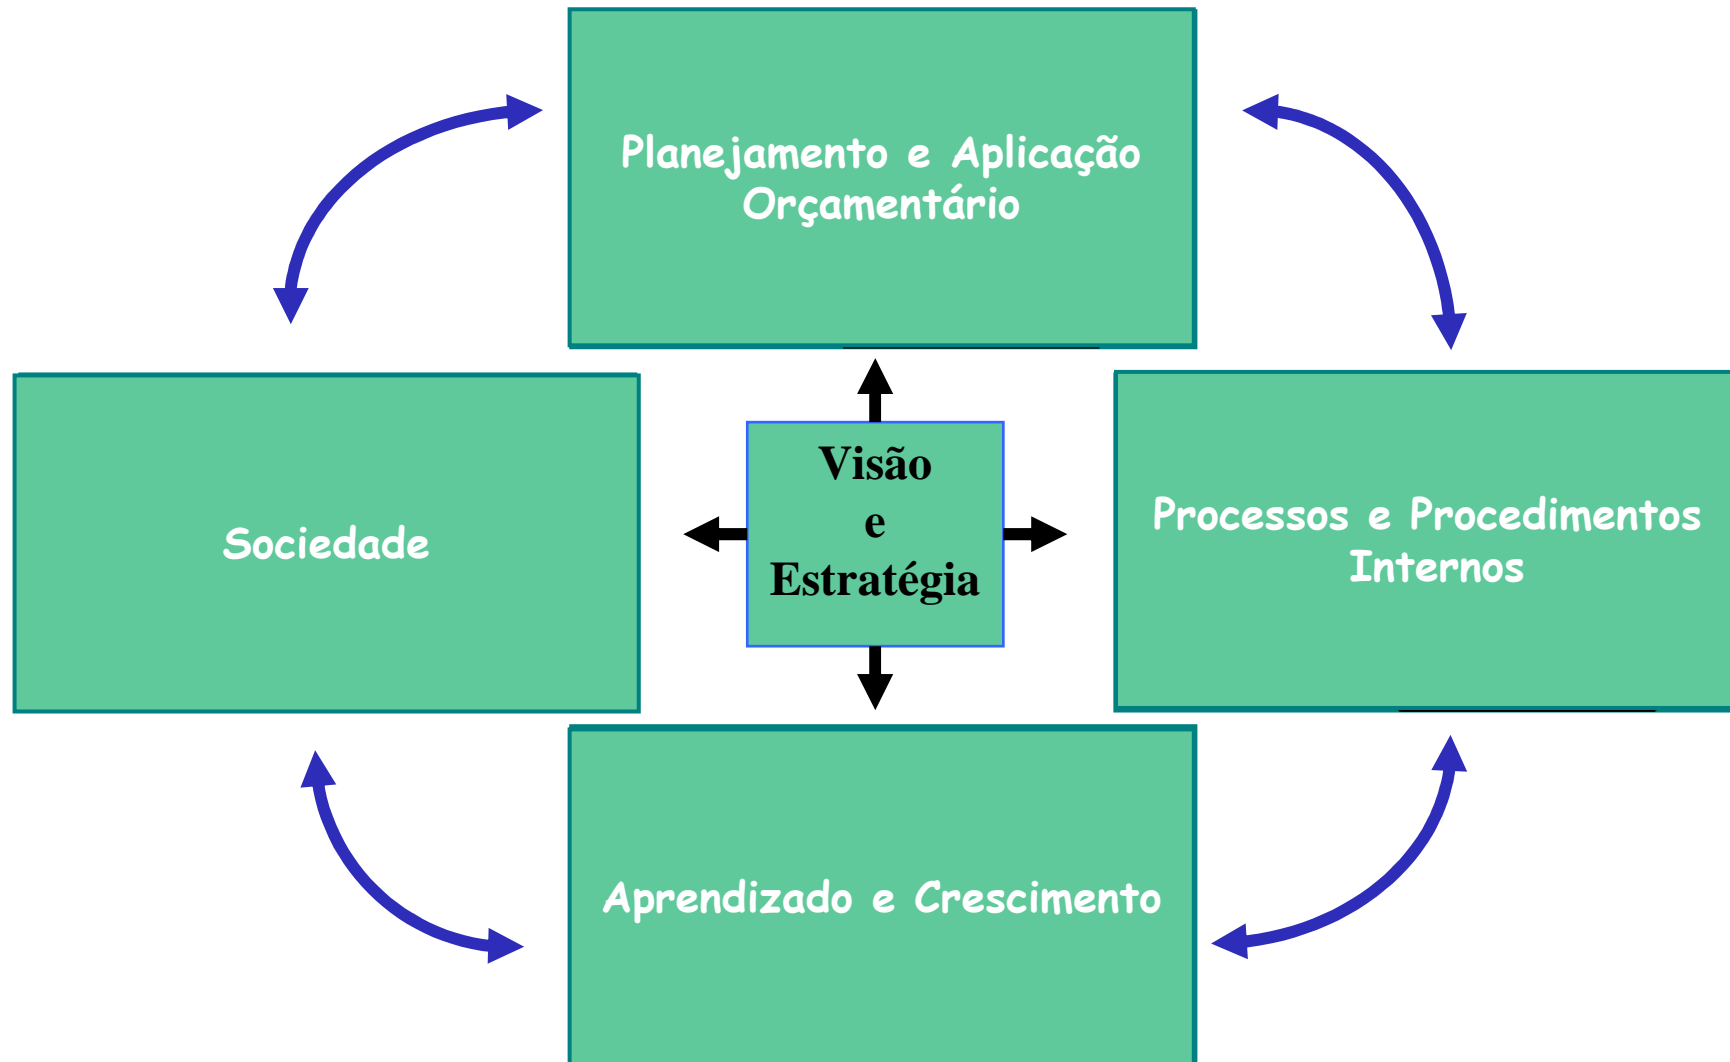 Planejamento e Aplicação
Orçamentário
Visão
e
Estratégia
Sociedade
Processos e Procedimentos
Internos
Aprendizado e Crescimento